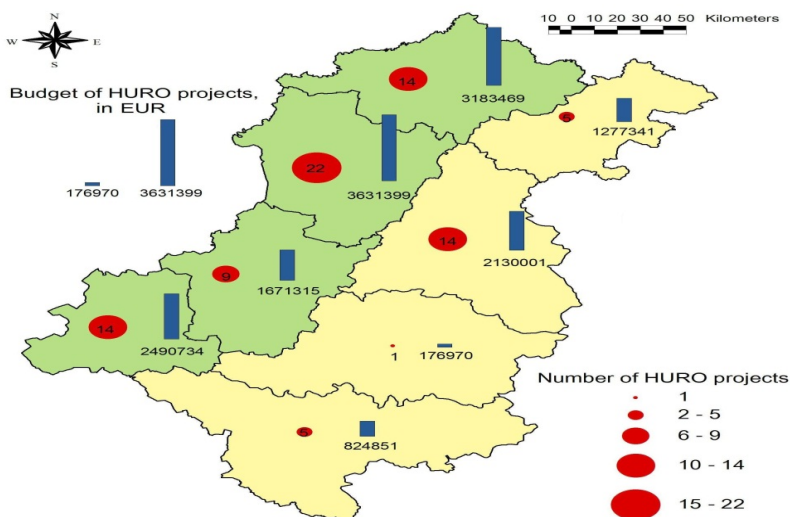 N
W E
S
10 0 10 20 30 40 50 Kilometers
Budget of HURO projects,
in EUR
176970 3631399
14
3183469
5
1277341
22
3631399
14
2130001
9
1671315
14
2490734
1
176970
5
824851
Number of HURO projects
1
2 - 5
6 - 9
10 - 14
15 - 22